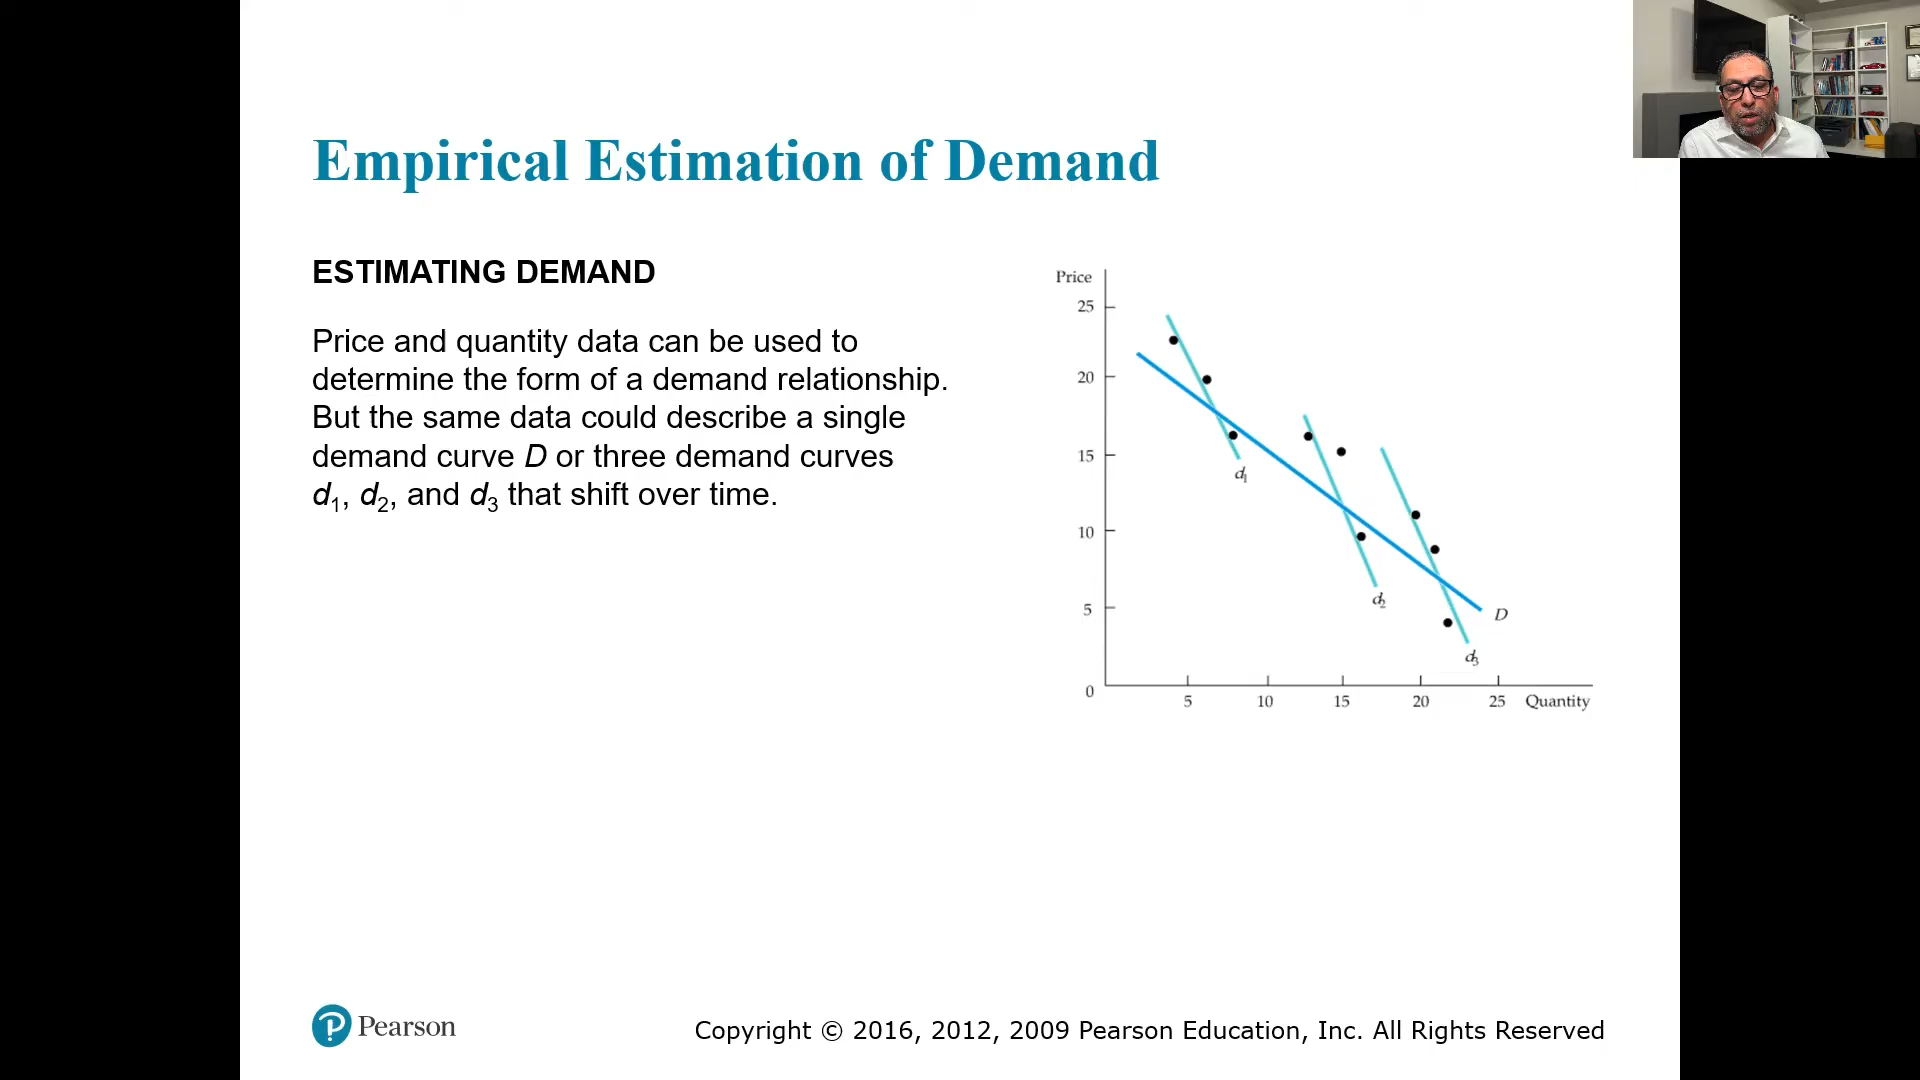 Empirical Estimation of Demand
ESTIMATING DEMAND
Price and quantity data can be used to
determine the form of a demand relationship.
But the same data could describe a single
demand curve D or three demand curves
d1, d2, and d3 that shift over time.
Price
25
20
15
10
5
0
d1
d2
D
d3
5 10 15 20 25 Quantity
Pearson
Copyright © 2016, 2012, 2009 Pearson Education, Inc. All Rights Reserved